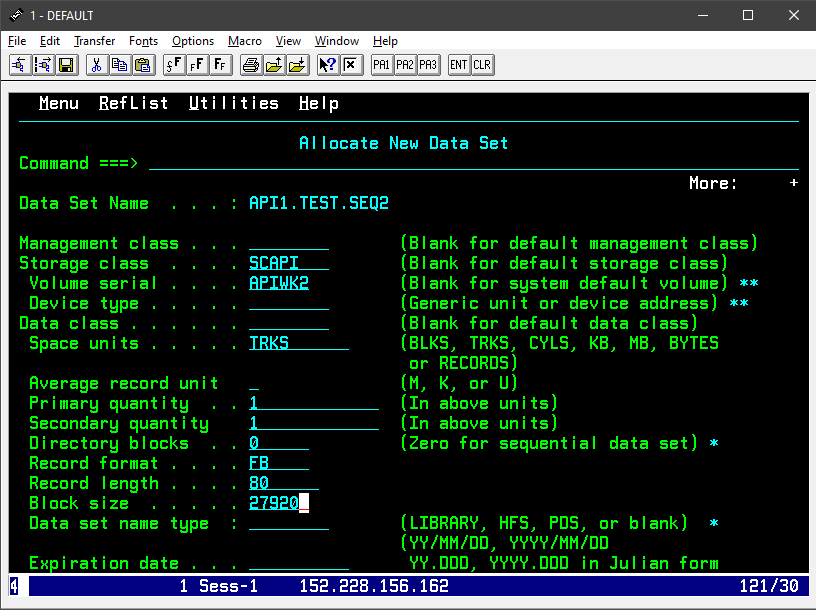 1 - DEFAULT
File Edit Transfer Fonts Options Macro View Window Help
PA1 PA2 PA3 ENT CLR
Menu RefList Utilities Help
Allocate New Data Set
Command ===>
More: +
Data Set Name . . . : API1.TEST.SEQ2
Management class . . . (Blank for default management class)
Storage class . . . . SCAPI (Blank for default storage class)
Volume serial . . . . APIWK2 (Blank for system default volume) **
Device type . . . . . (Generic unit or device address) **
Data class . . . . . . (Blank for default data class)
Space units . . . . . TRKS (BLKS, TRKS, CYLS, KB, MB, BYTES
or RECORDS)
Average record unit (M, K, or U)
Primary quantity . . 1 (In above units)
Secondary quantity 1 (In above units)
Directory blocks . . 0 (Zero for sequential data set) *
Record format . . . . FB
Record length . . . . 80
Block size . . . . . 27920
Data set name type : (LIBRARY, HFS, PDS, or blank) *
(YY/MM/DD, YYYY/MM/DD
Expiration date . . . YY.DDD, YYYY.DDD in Julian form
4 1 Sess-1 152.228.156.162 121/30